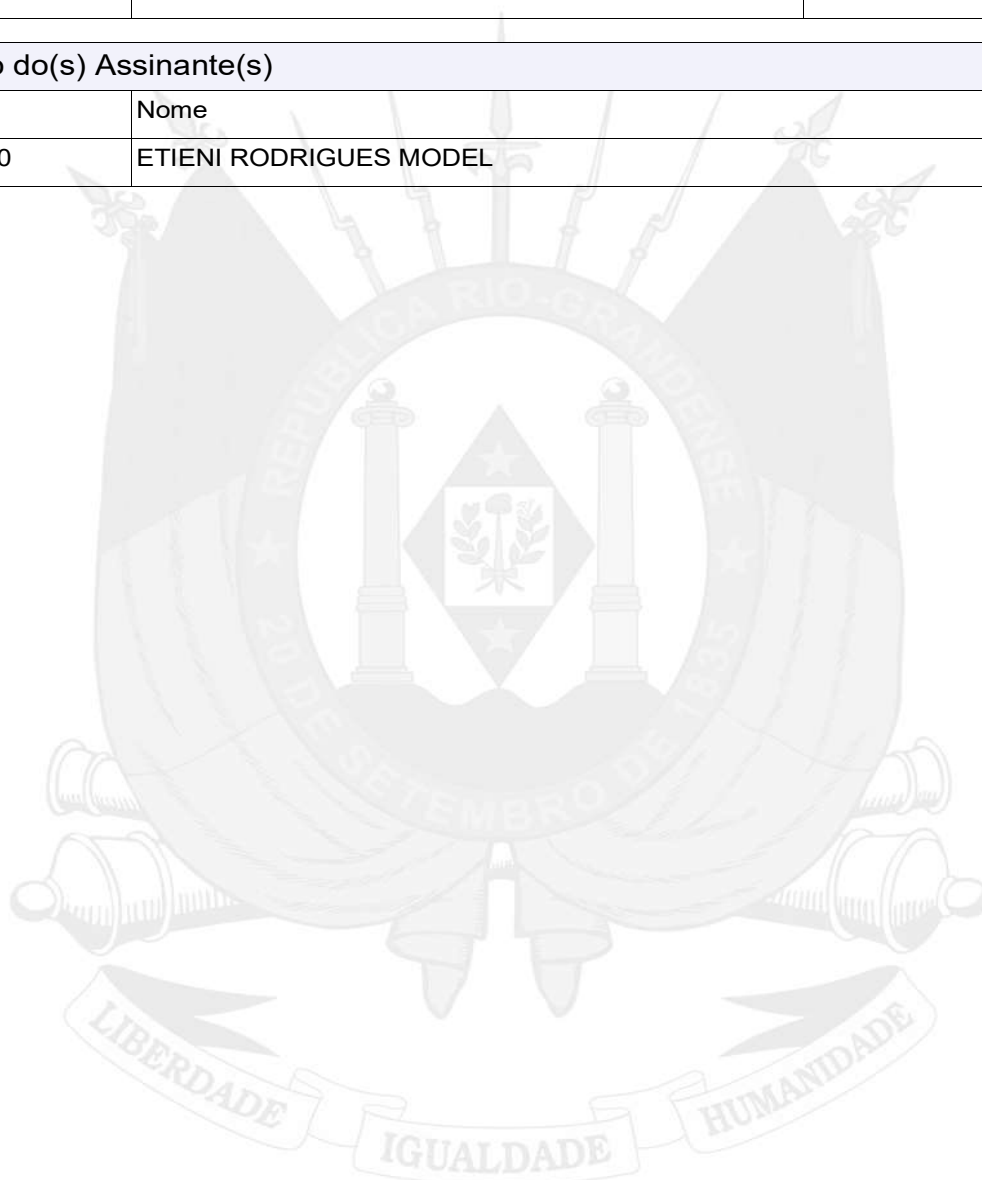 o do(s) Assinante(s)
Nome
0 ETIENI RODRIGUES MODEL
REPÚBLICA RIO-GRANDENSE
20 DE SETEMBRO DE 1835
LIBERDADE
IGUALDADE
HUMANIDADE